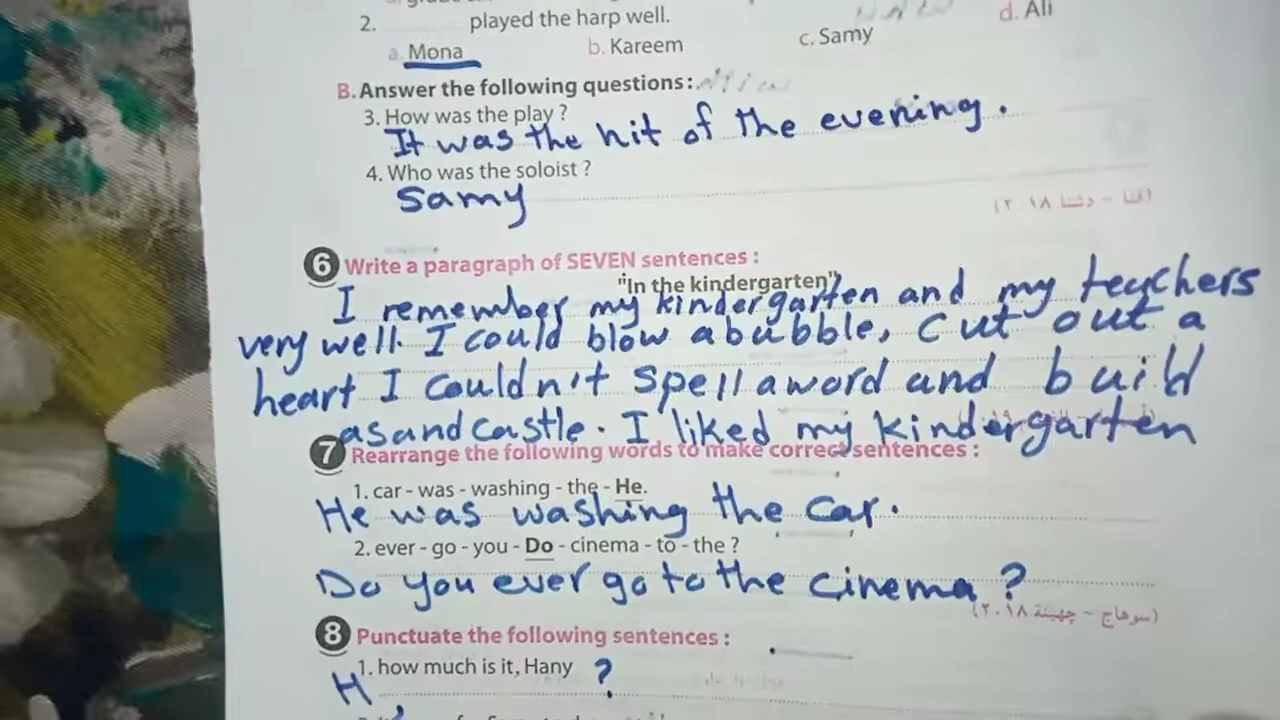 2. played the harp well.
a. Mona b. Kareem c. Samy d. Ali
B. Answer the following questions:
3. How was the play ?
It was the hit of the evening.
4. Who was the soloist ?
Samy
6 Write a paragraph of SEVEN sentences :
"In the kindergarten"
I remember my kindergarten and my teachers
very well. I could blow a bubble, cut out a
heart I couldn't spell a word and build
a sand castle. I liked my kindergarten
7 Rearrange the following words to make correct sentences :
1. car - was - washing - the - He.
He was washing the car.
2. ever - go - you - Do - cinema - to - the ?
Do you ever go to the cinema ?
(سوهاج - جهينة ٢٠١٨)
8 Punctuate the following sentences :
1. how much is it, Hany ?
H